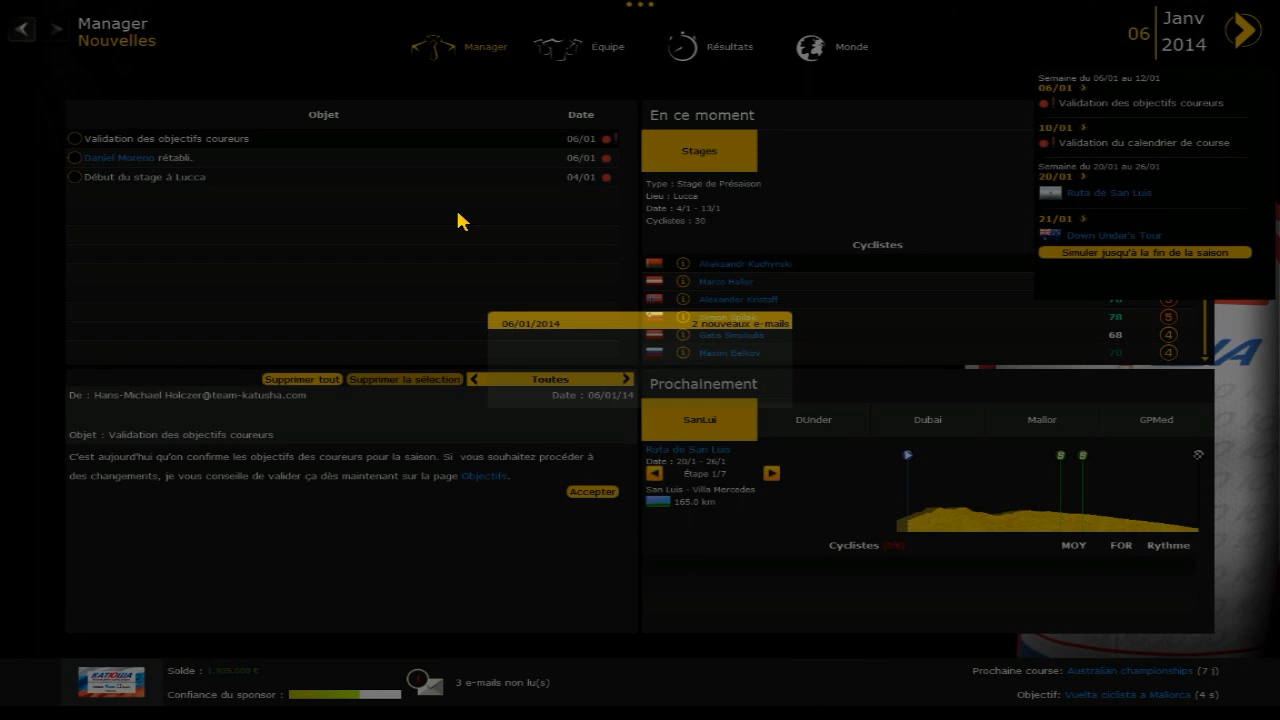 Manager
Nouvelles
Manager
Equipe
Résultats
Monde
06
Janv
2014
Semaine du 06/01 au 12/01
06/01
Validation des objectifs coureurs
10/01
Validation du calendrier de course
Semaine du 20/01 au 26/01
20/01
Ruta de San Luis
21/01
Down Under's Tour
Simuler jusqu'à la fin de la saison
Objet Date
Validation des objectifs coureurs 06/01
Daniel Moreno rétabli. 06/01
Début du stage à Lucca 04/01
En ce moment
Stages
Type : Stage de Présaison
Lieu : Lucca
Date : 4/1 - 13/1
Cyclistes : 30
Cyclistes
Aliaksandr Kuchynski
Marco Haller
Alexander Kristoff
Simon Spilak 78 5
Gatis Smukulis 68 4
Maxim Belkov 70 4
06/01/2014 2 nouveaux e-mails
Supprimer tout Supprimer la sélection Toutes
De : Hans-Michael Holczer@team-katusha.com Date : 06/01/14
Objet : Validation des objectifs coureurs
C'est aujourd'hui qu'on confirme les objectifs des coureurs pour la saison. Si vous souhaitez procéder à
des changements, je vous conseille de valider ça dès maintenant sur la page Objectifs.
Accepter
Prochainement
SanLui DUnder Dubai Mallor GPMed
Ruta de San Luis
Date : 20/1 - 26/1
Étape 1/7
San Luis - Villa Mercedes
165.0 km
Cyclistes MOY FOR Rythme
Solde : 1.935.000 €
Confiance du sponsor :
3 e-mails non lu(s)
Prochaine course: Australian championships (7 j)
Objectif: Vuelta ciclista a Mallorca (4 s)